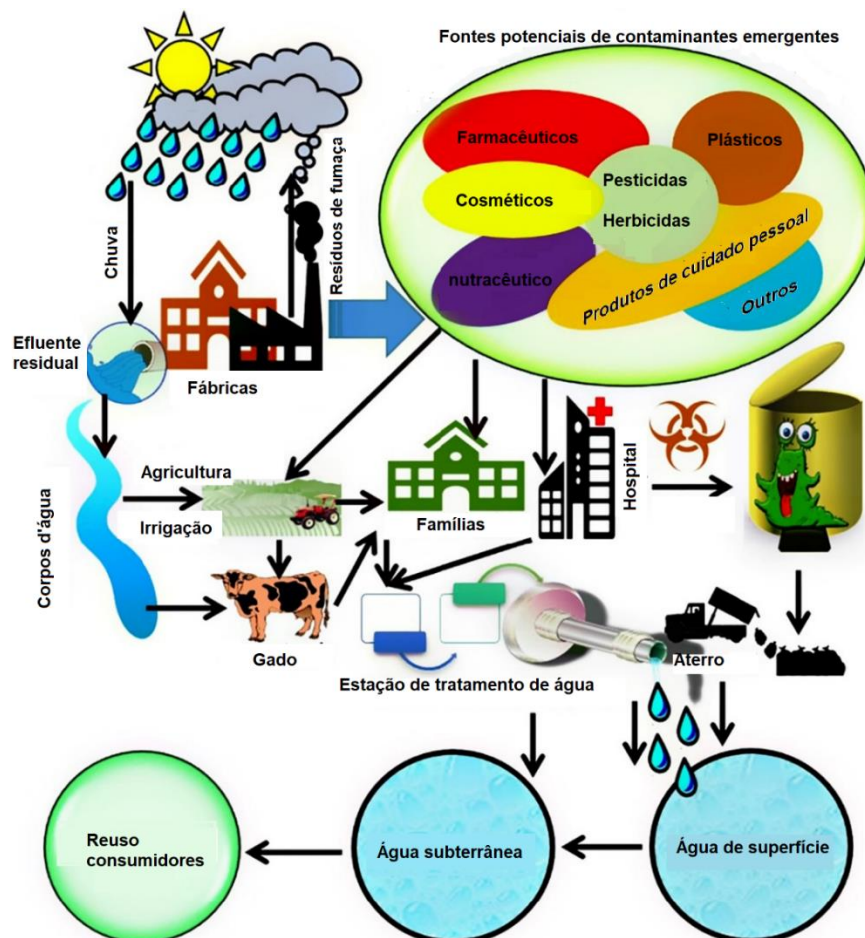 Fontes potenciais de contaminantes emergentes
Farmacêuticos
Plásticos
Pesticidas
Cosméticos
Herbicidas
nutracêutico
Produtos de cuidado pessoal
Outros
Chuva
Resíduos de fumaça
Efluente
residual
Fábricas
Corpos d'água
Agricultura
Irrigação
Famílias
Hospital
Gado
Estação de tratamento de água
Aterro
Reuso
consumidores
Água subterrânea
Água de superfície